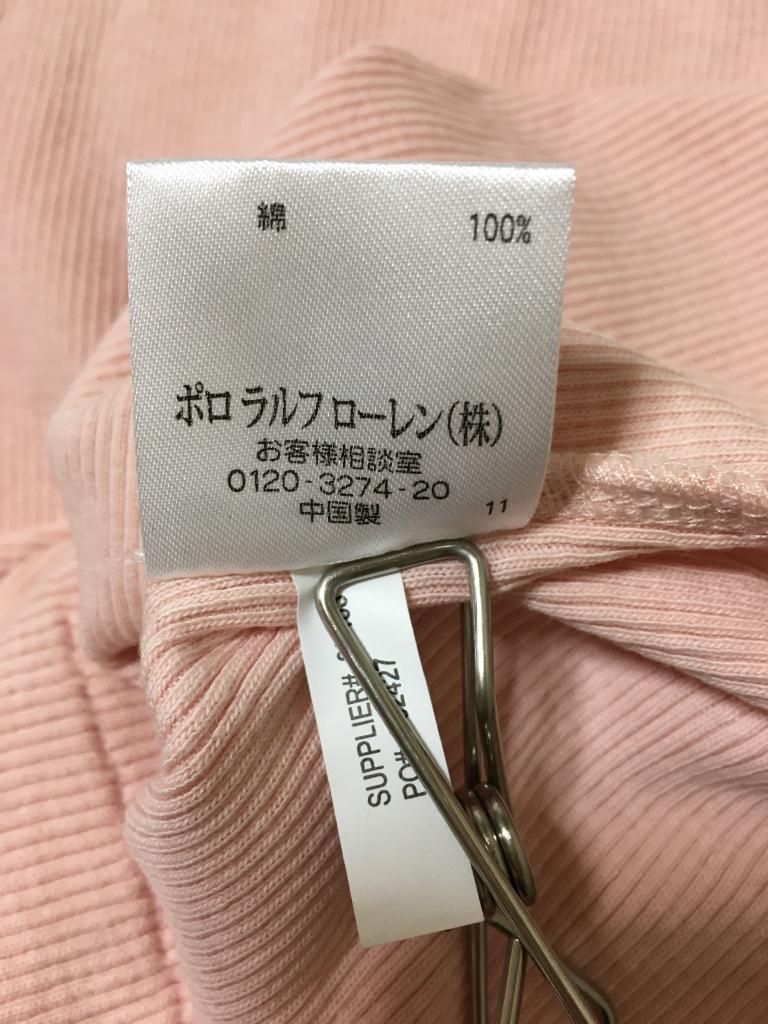 綿 100%
ポロ ラルフ ローレン(株)
お客様相談室
0120-3274-20
中国製 11
SUPPLIER#
PO#